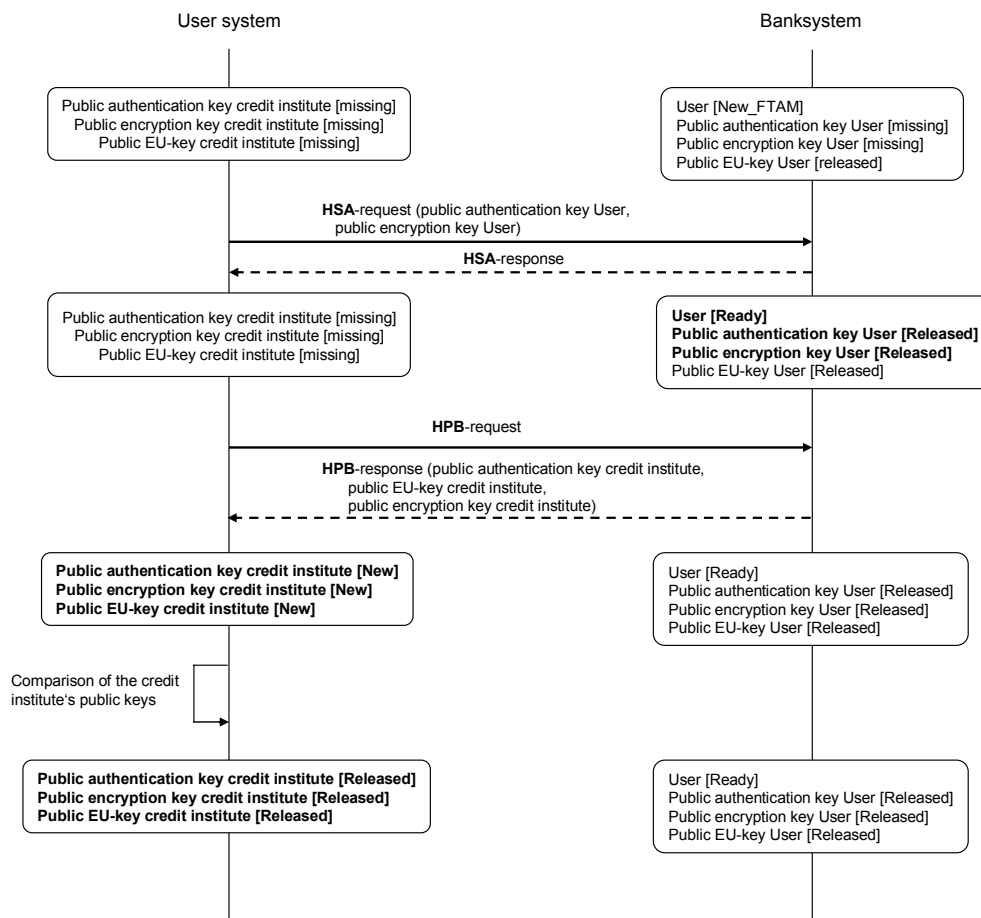 User system
Banksystem
Public authentication key credit institute [missing]
Public encryption key credit institute [missing]
Public EU-key credit institute [missing]
User [New_FTAM]
Public authentication key User [missing]
Public encryption key User [missing]
Public EU-key User [released]
HSA-request (public authentication key User,
public encryption key User)
HSA-response
Public authentication key credit institute [missing]
Public encryption key credit institute [missing]
Public EU-key credit institute [missing]
User [Ready]
Public authentication key User [Released]
Public encryption key User [Released]
Public EU-key User [Released]
HPB-request
HPB-response (public authentication key credit institute,
public EU-key credit institute,
public encryption key credit institute)
Public authentication key credit institute [New]
Public encryption key credit institute [New]
Public EU-key credit institute [New]
User [Ready]
Public authentication key User [Released]
Public encryption key User [Released]
Public EU-key User [Released]
Comparison of the credit
institute‘s public keys
Public authentication key credit institute [Released]
Public encryption key credit institute [Released]
Public EU-key credit institute [Released]
User [Ready]
Public authentication key User [Released]
Public encryption key User [Released]
Public EU-key User [Released]